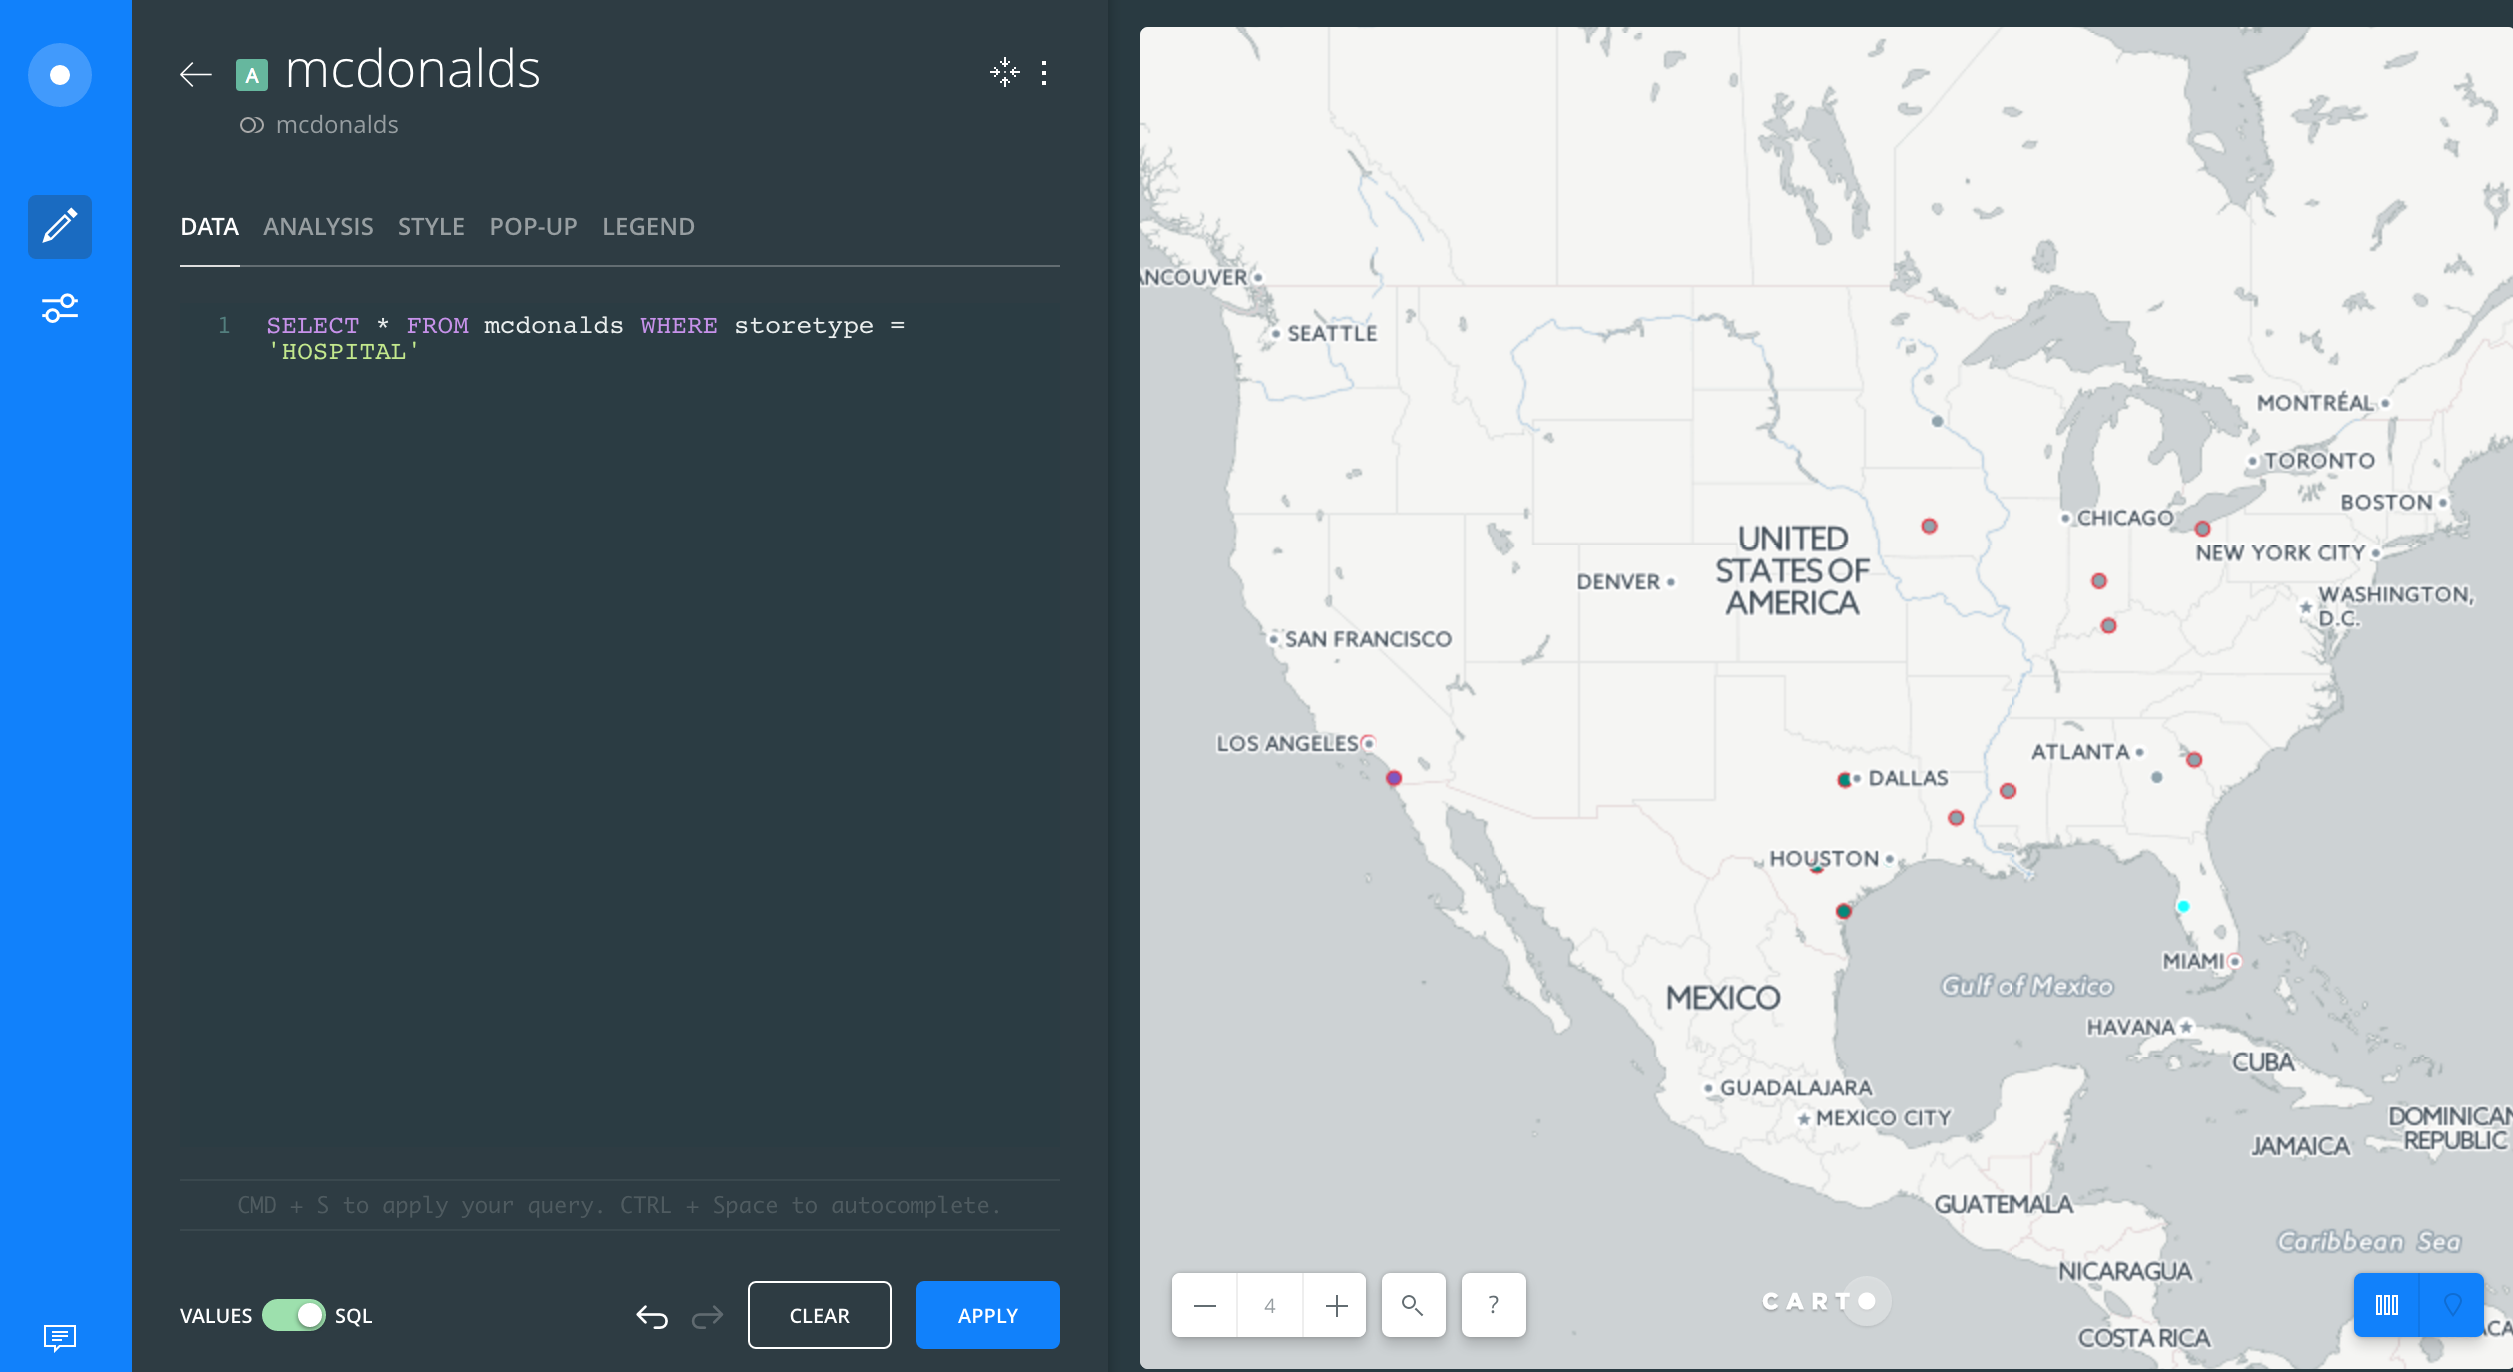 A mcdonalds
mcdonalds
DATA ANALYSIS STYLE POP-UP LEGEND
1 SELECT * FROM mcdonalds WHERE storetype =
'HOSPITAL'
CMD + S to apply your query. CTRL + Space to autocomplete.
VALUES SQL CLEAR APPLY
NCOUVER
SEATTLE
MONTRÉAL
TORONTO
BOSTON
CHICAGO
NEW YORK CITY
UNITED
STATES OF
AMERICA
DENVER
WASHINGTON,
D.C.
SAN FRANCISCO
LOS ANGELES
ATLANTA
DALLAS
HOUSTON
MIAMI
Gulf of Mexico
MEXICO
HAVANA
CUBA
GUADALAJARA
MEXICO CITY
DOMINICAN
REPUBLIC
JAMAICA
GUATEMALA
Caribbean Sea
NICARAGUA
4
?
CARTO
COSTA RICA